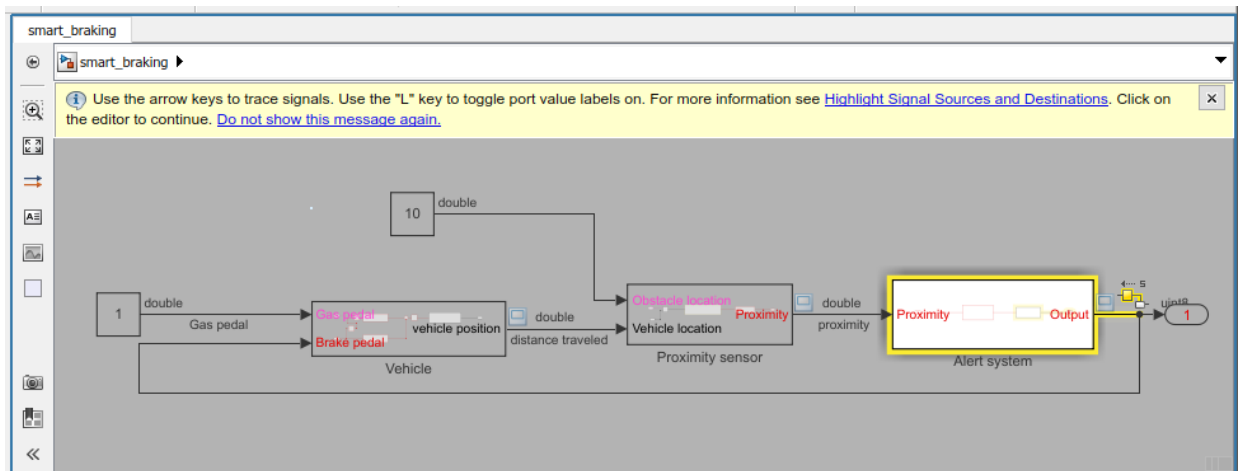 smart_braking
smart_braking
Use the arrow keys to trace signals. Use the "L" key to toggle port value labels on. For more information see Highlight Signal Sources and Destinations. Click on
the editor to continue. Do not show this message again.
10
double
1
double
Gas pedal
Gas pedal
Brake pedal
vehicle position
Vehicle
double
distance traveled
Obstacle location
Vehicle location
Proximity
Proximity sensor
double
proximity
Proximity
Output
Alert system
S
uint8
1